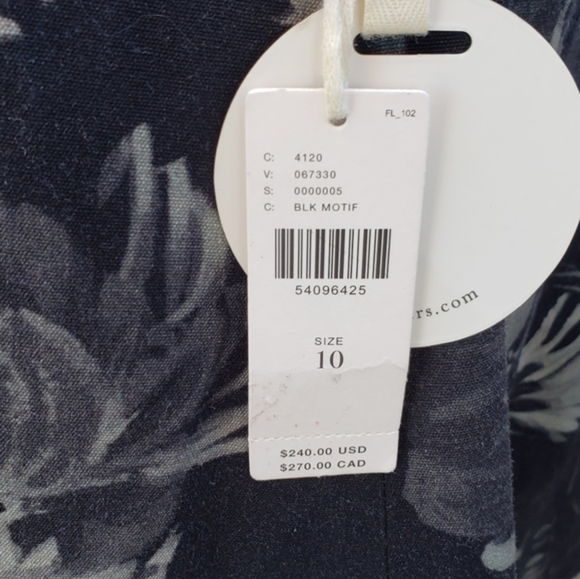 FL_102
C: 4120
V: 067330
S: 0000005
C: BLK MOTIF
54096425
rs.com
SIZE
10
$240.00 USD
$270.00 CAD